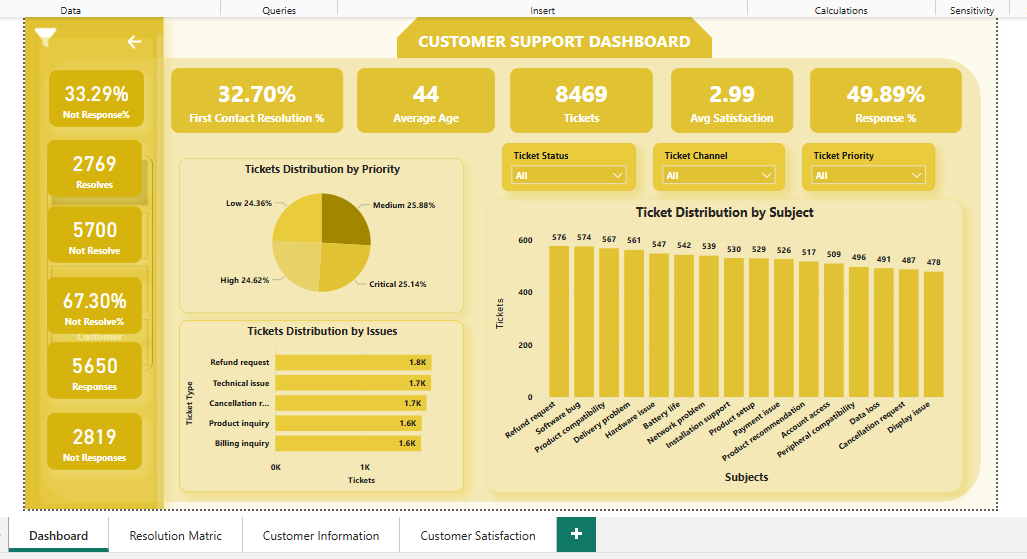 Data
Queries
Insert
Calculations
Sensitivity
CUSTOMER SUPPORT DASHBOARD
33.29%
Not Response%
2769
Resolves
5700
Not Resolve
67.30%
Not Resolve%
Customer
5650
Responses
2819
Not Responses
32.70%
First Contact Resolution %
44
Average Age
8469
Tickets
2.99
Avg Satisfaction
49.89%
Response %
Ticket Status
All
Ticket Channel
All
Ticket Priority
All
Tickets Distribution by Priority
Low 24.36%
Medium 25.88%
High 24.62%
Critical 25.14%
Tickets Distribution by Issues
Ticket Type
Refund request 1.8K
Technical issue 1.7K
Cancellation r... 1.7K
Product inquiry 1.6K
Billing inquiry 1.6K
0K 1K
Tickets
Ticket Distribution by Subject
Tickets
600
400
200
0
576 574 567 561 547 542 539 530 529 526 517 509 496 491 487 478
Refund request
Software bug
Product compatibility
Delivery problem
Hardware issue
Battery life
Network problem
Installation support
Product setup
Payment issue
Product recommendation
Account access
Peripheral compatibility
Data loss
Cancellation request
Display issue
Subjects
Dashboard
Resolution Matric
Customer Information
Customer Satisfaction
+